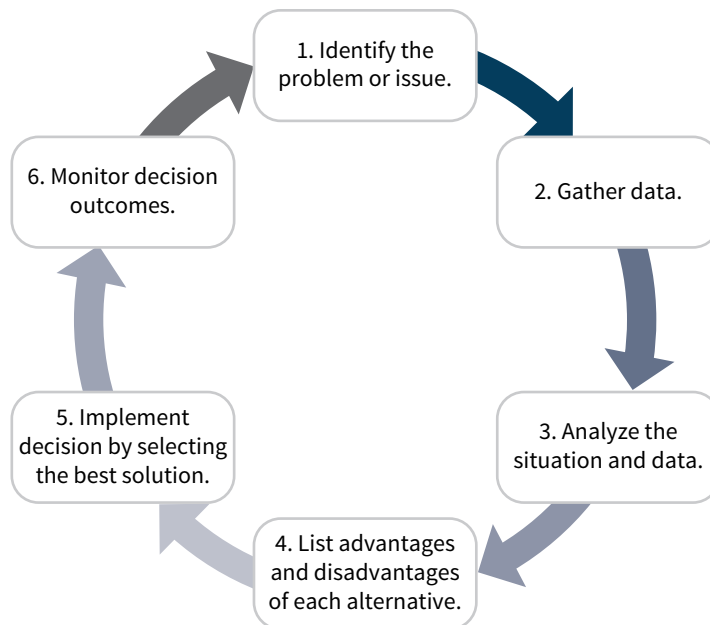 1. Identify the
problem or issue.
2. Gather data.
3. Analyze the
situation and data.
4. List advantages
and disadvantages
of each alternative.
5. Implement
decision by selecting
the best solution.
6. Monitor decision
outcomes.